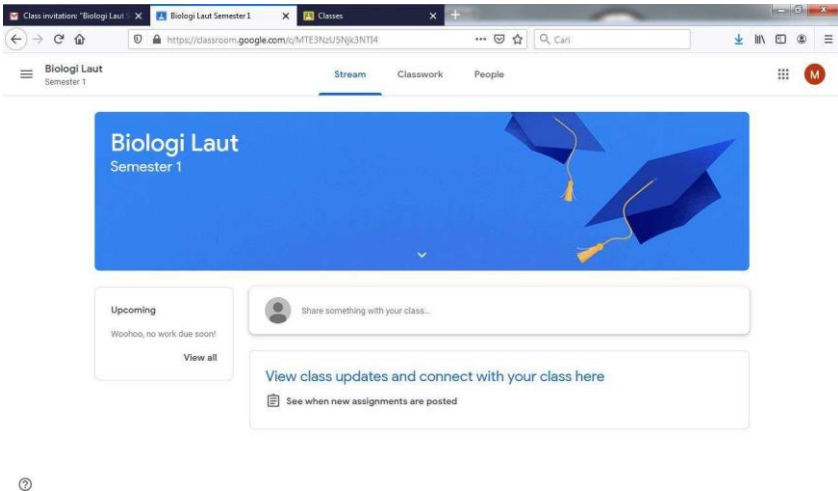 Class invitation: "Biologi Laut S
Biologi Laut Semester 1
Classes
https://classroom.google.com/c/MTE3NzU5Njk3NTI4
Cari
Biologi Laut
Semester 1
Stream
Classwork
People
M
Biologi Laut
Semester 1
Upcoming
Woohoo, no work due soon!
View all
Share something with your class...
View class updates and connect with your class here
See when new assignments are posted